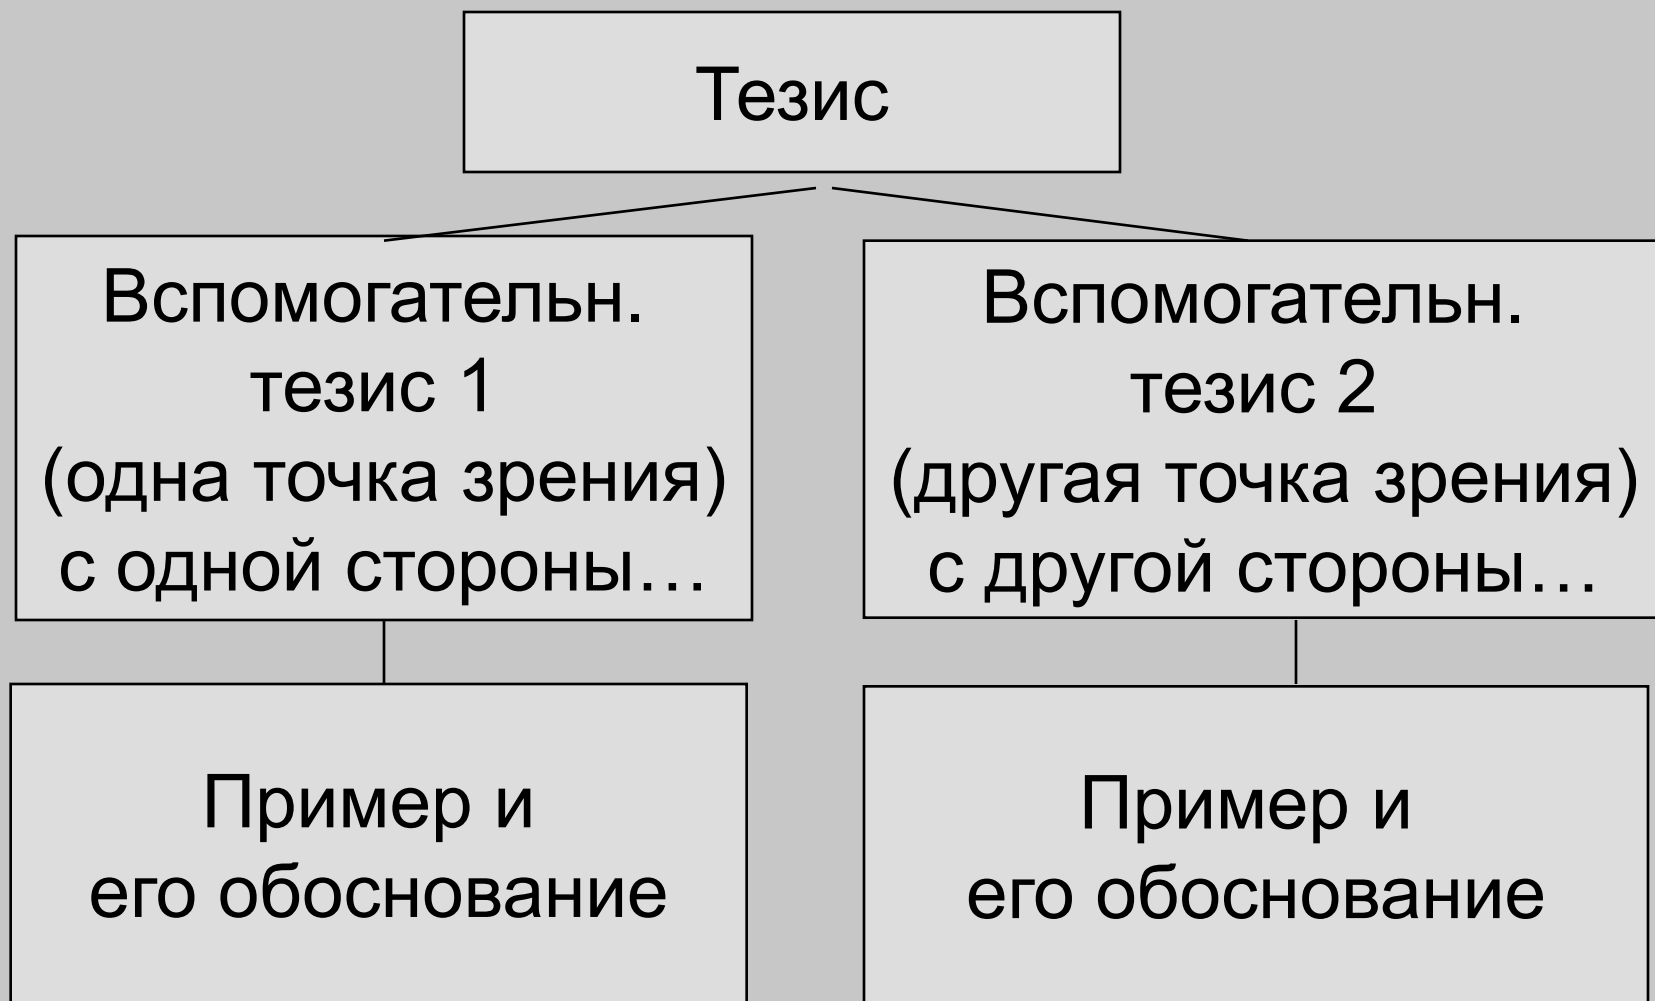 Тезис
Вспомогательн.
тезис 1
(одна точка зрения)
с одной стороны…
Вспомогательн.
тезис 2
(другая точка зрения)
с другой стороны…
Пример и
его обоснование
Пример и
его обоснование